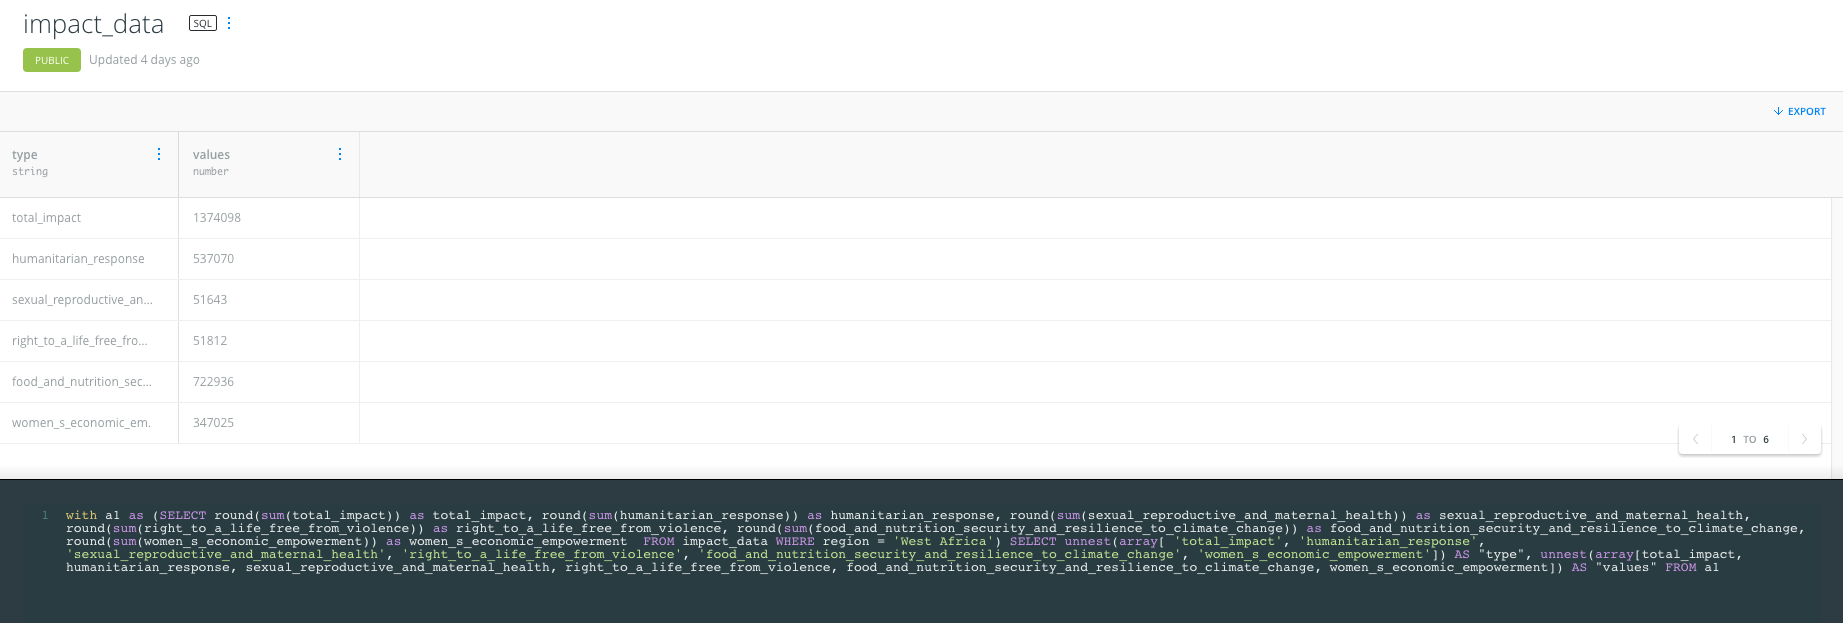 impact_data SQL
PUBLIC Updated 4 days ago
EXPORT
type values
string number
total_impact 1374098
humanitarian_response 537070
sexual_reproductive_an... 51643
right_to_a_life_free_fro... 51812
food_and_nutrition_sec... 722936
women_s_economic_em. 347025
1 TO 6
1 with a1 as (SELECT round(sum(total_impact)) as total_impact, round(sum(humanitarian_response)) as humanitarian_response, round(sum(sexual_reproductive_and_maternal_health)) as sexual_reproductive_and_maternal_health,
round(sum(right_to_a_life_free_from_violence)) as right_to_a_life_free_from_violence, round(sum(food_and_nutrition_security_and_resilience_to_climate_change)) as food_and_nutrition_security_and_resilience_to_climate_change,
round(sum(women_s_economic_empowerment)) as women_s_economic_empowerment  FROM impact_data WHERE region = 'West Africa') SELECT unnest(array[ 'total_impact', 'humanitarian_response',
'sexual_reproductive_and_maternal_health', 'right_to_a_life_free_from_violence', 'food_and_nutrition_security_and_resilience_to_climate_change', 'women_s_economic_empowerment']) AS "type", unnest(array[total_impact,
humanitarian_response, sexual_reproductive_and_maternal_health, right_to_a_life_free_from_violence, food_and_nutrition_security_and_resilience_to_climate_change, women_s_economic_empowerment]) AS "values" FROM a1